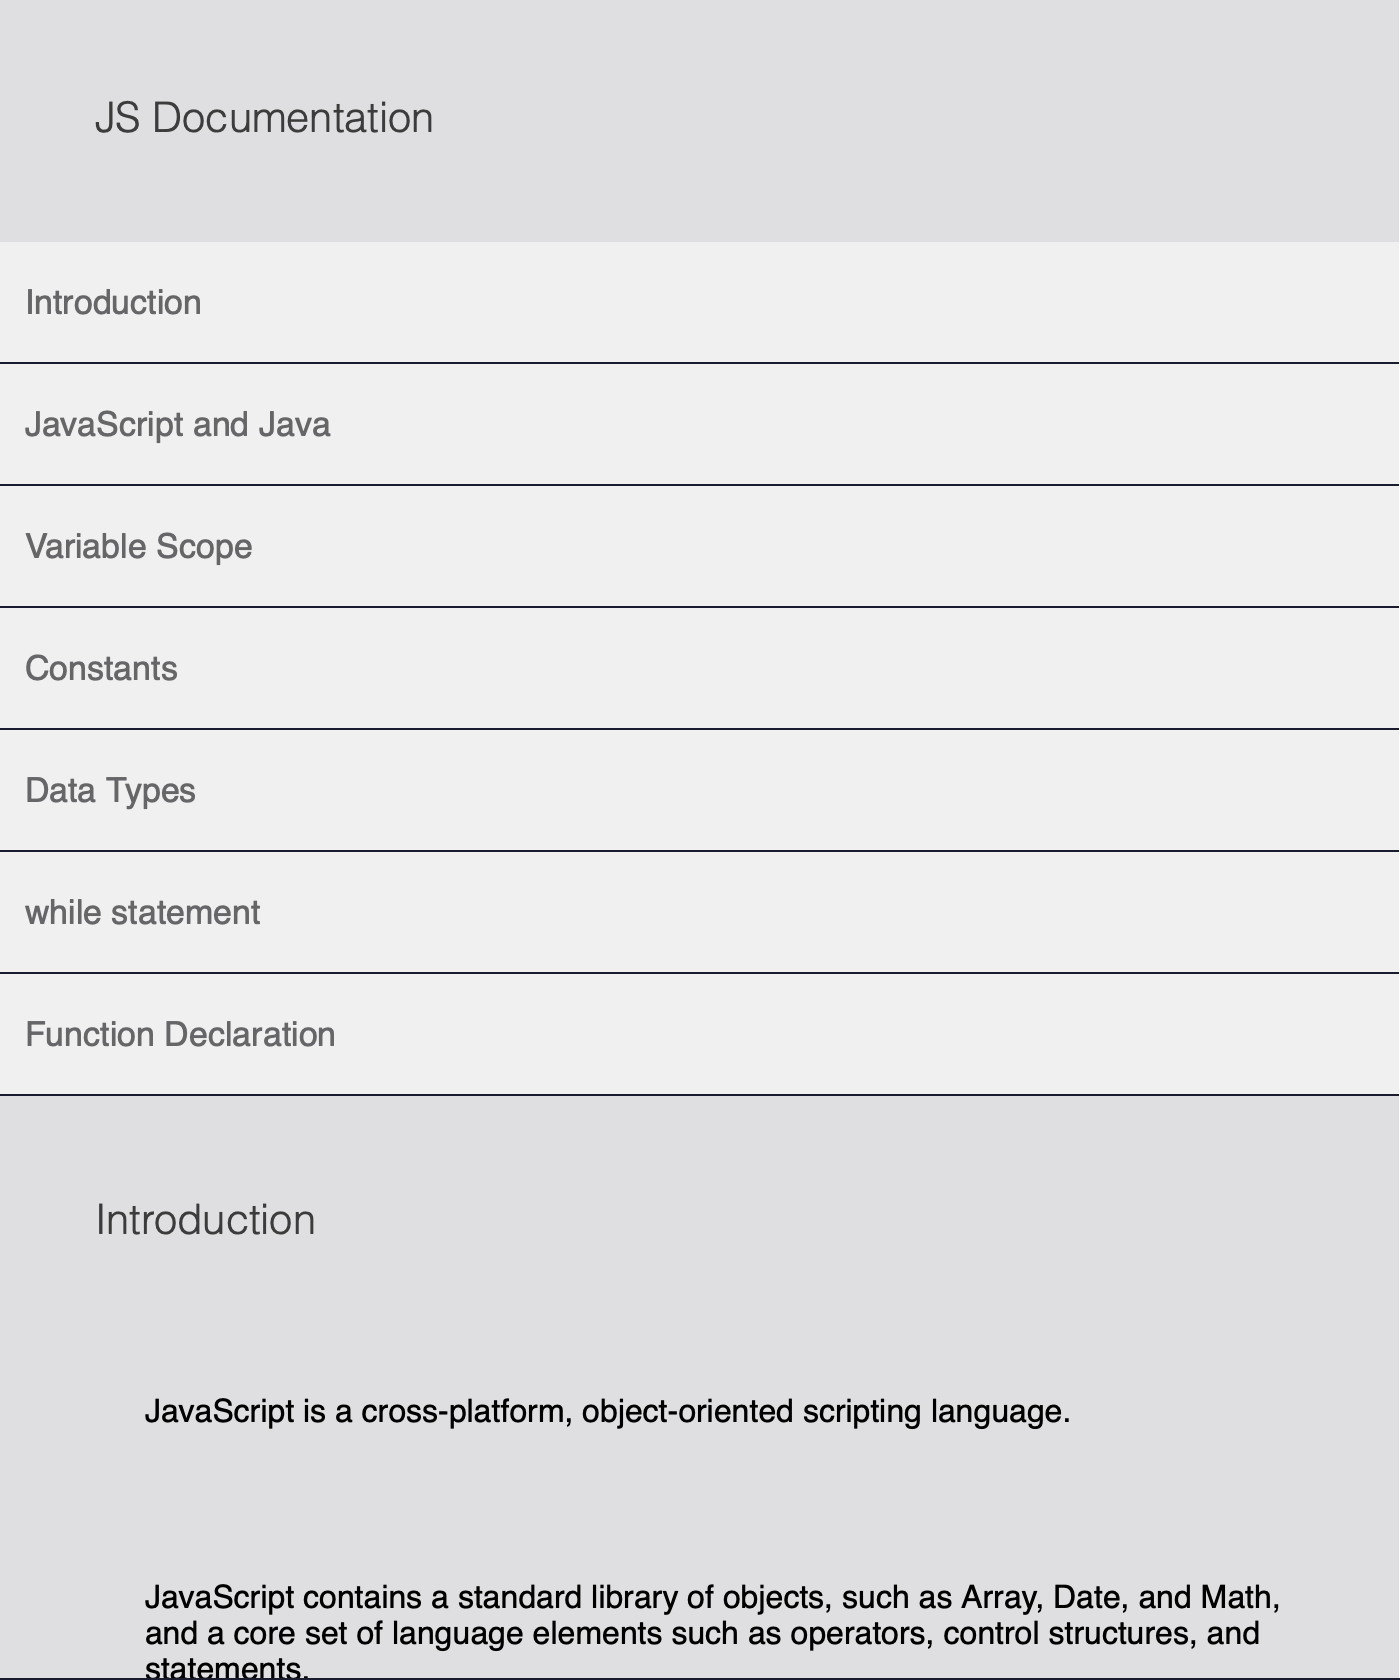 JS Documentation
Introduction
JavaScript and Java
Variable Scope
Constants
Data Types
while statement
Function Declaration
Introduction
JavaScript is a cross-platform, object-oriented scripting language.
JavaScript contains a standard library of objects, such as Array, Date, and Math,
and a core set of language elements such as operators, control structures, and
statements.